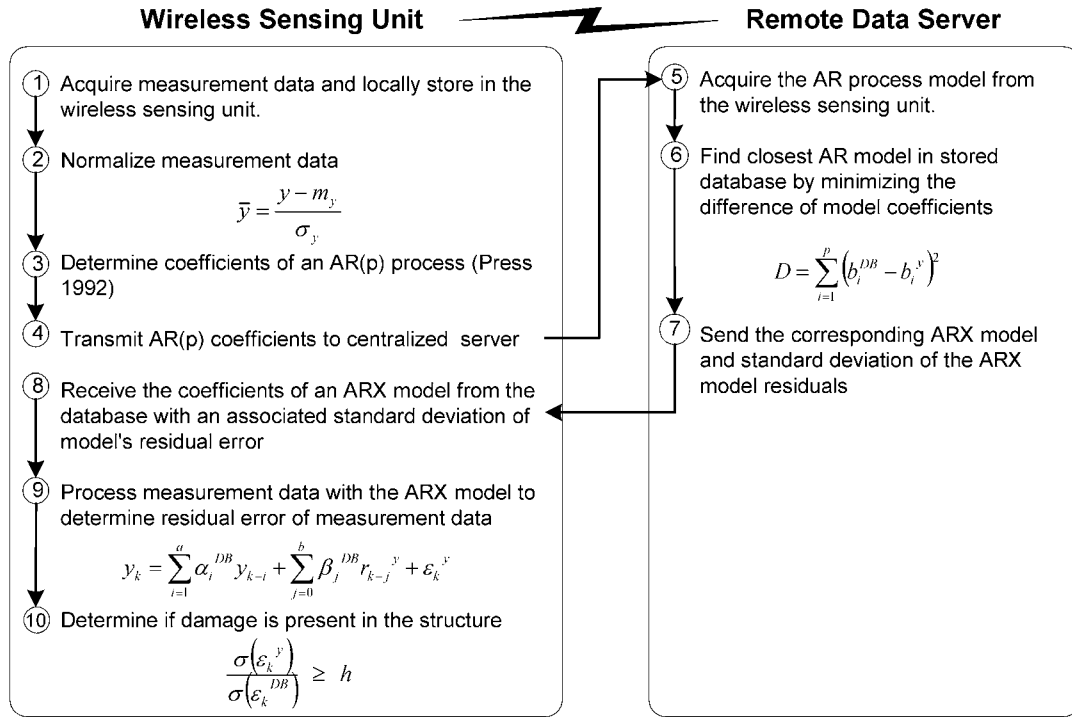 Wireless Sensing Unit
Remote Data Server
1 Acquire measurement data and locally store in the
wireless sensing unit.
2 Normalize measurement data
ȳ = (y − m_y) / σ_y
3 Determine coefficients of an AR(p) process (Press
1992)
4 Transmit AR(p) coefficients to centralized server
5 Acquire the AR process model from
the wireless sensing unit.
6 Find closest AR model in stored
database by minimizing the
difference of model coefficients
D = ∑_{i=1}^{p} (b_i^{DB} − b_i^{y})^2
7 Send the corresponding ARX model
and standard deviation of the ARX
model residuals
8 Receive the coefficients of an ARX model from the
database with an associated standard deviation of
model's residual error
9 Process measurement data with the ARX model to
determine residual error of measurement data
y_k = ∑_{i=1}^{a} α_i^{DB} y_{k−i} + ∑_{j=0}^{b} β_j^{DB} r_{k−j}^{y} + ε_k^{y}
10 Determine if damage is present in the structure
σ(ε_k^{y}) / σ(ε_k^{DB}) ≥ h